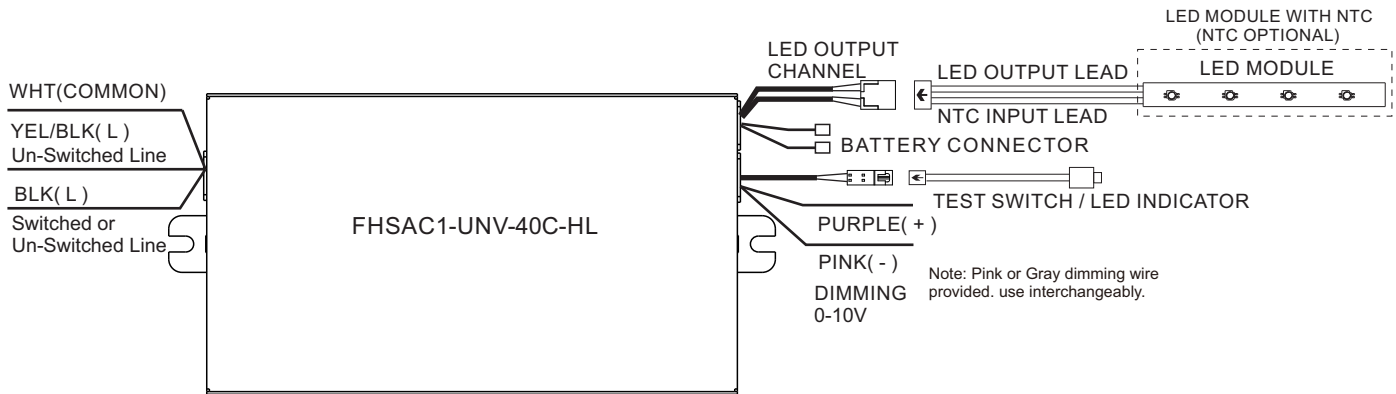 WHT(COMMON)
YEL/BLK( L )
Un-Switched Line
BLK( L )
Switched or
Un-Switched Line
FHSAC1-UNV-40C-HL
LED OUTPUT
CHANNEL
LED OUTPUT LEAD
NTC INPUT LEAD
LED MODULE WITH NTC
(NTC OPTIONAL)
LED MODULE
BATTERY CONNECTOR
TEST SWITCH / LED INDICATOR
PURPLE( + )
PINK( - )
DIMMING
0-10V
Note: Pink or Gray dimming wire
provided. use interchangeably.